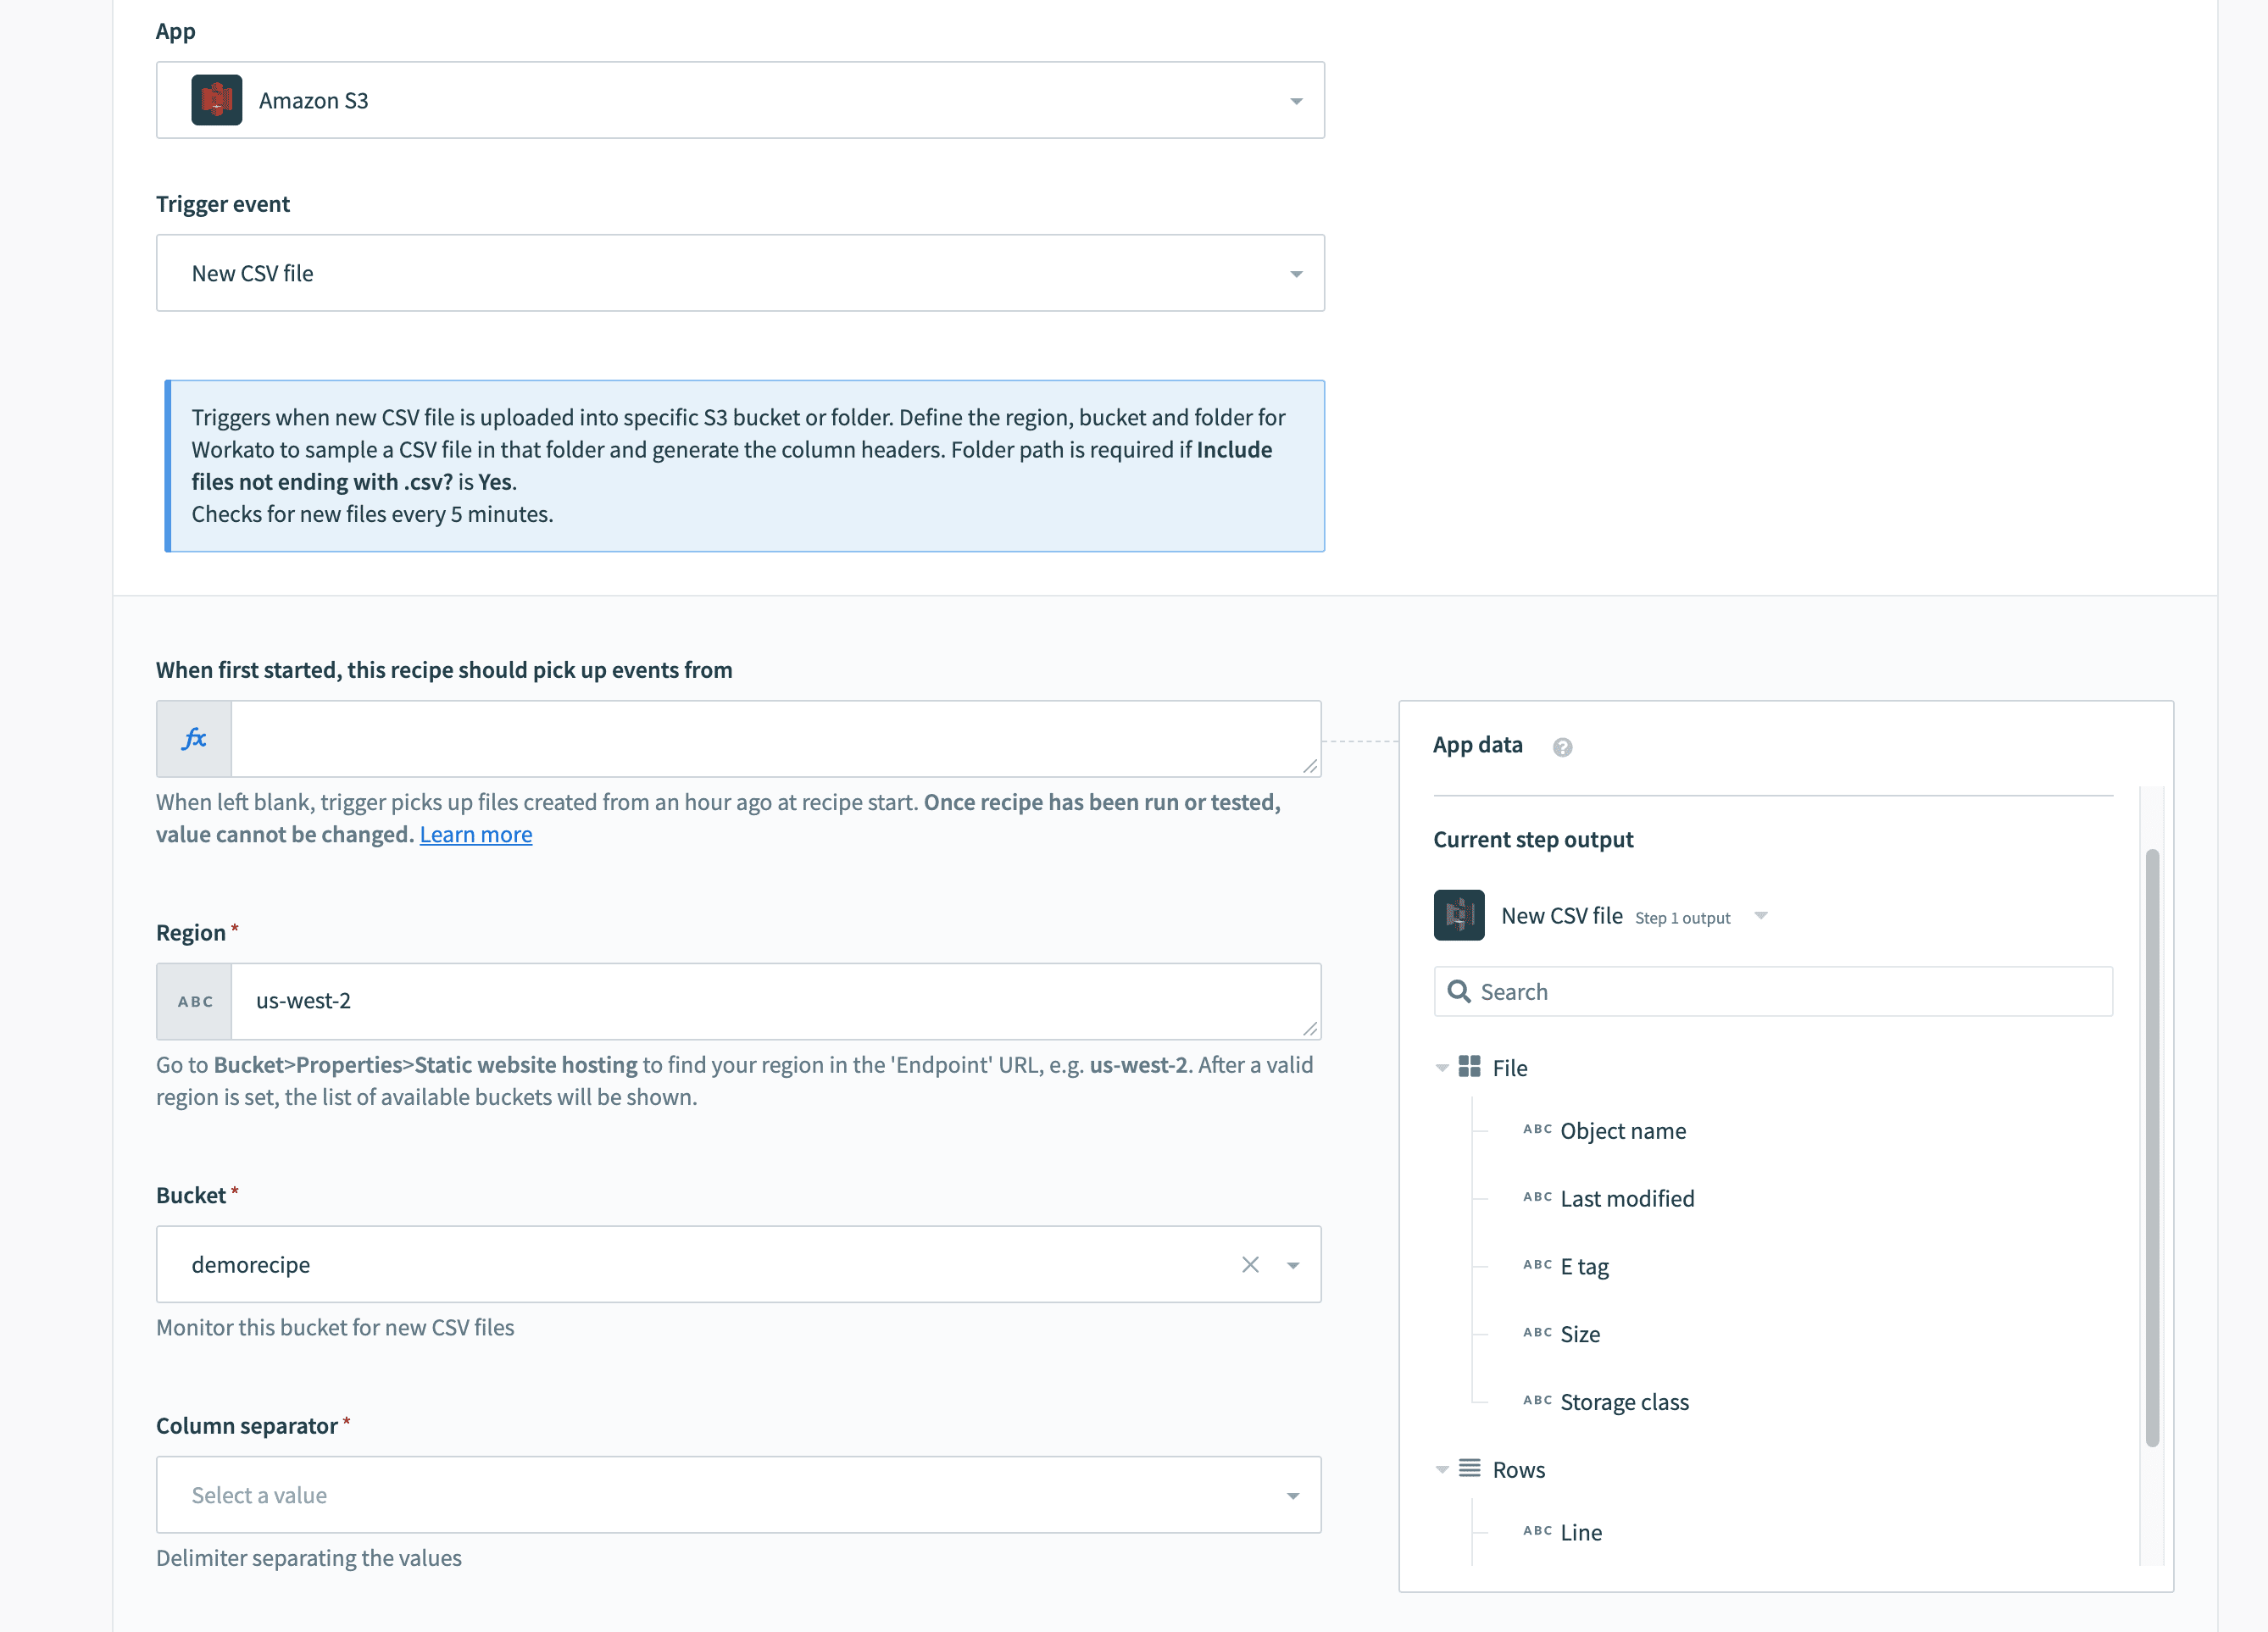 App
Amazon S3
Trigger event
New CSV file
Triggers when new CSV file is uploaded into specific S3 bucket or folder. Define the region, bucket and folder for
Workato to sample a CSV file in that folder and generate the column headers. Folder path is required if Include
files not ending with .csv? is Yes.
Checks for new files every 5 minutes.
When first started, this recipe should pick up events from
fx
When left blank, trigger picks up files created from an hour ago at recipe start. Once recipe has been run or tested,
value cannot be changed. Learn more
Region *
ABC us-west-2
Go to Bucket>Properties>Static website hosting to find your region in the 'Endpoint' URL, e.g. us-west-2. After a valid
region is set, the list of available buckets will be shown.
Bucket *
demorecipe
Monitor this bucket for new CSV files
Column separator *
Select a value
Delimiter separating the values
App data ?
Current step output
New CSV file Step 1 output
Search
File
ABC Object name
ABC Last modified
ABC E tag
ABC Size
ABC Storage class
Rows
ABC Line